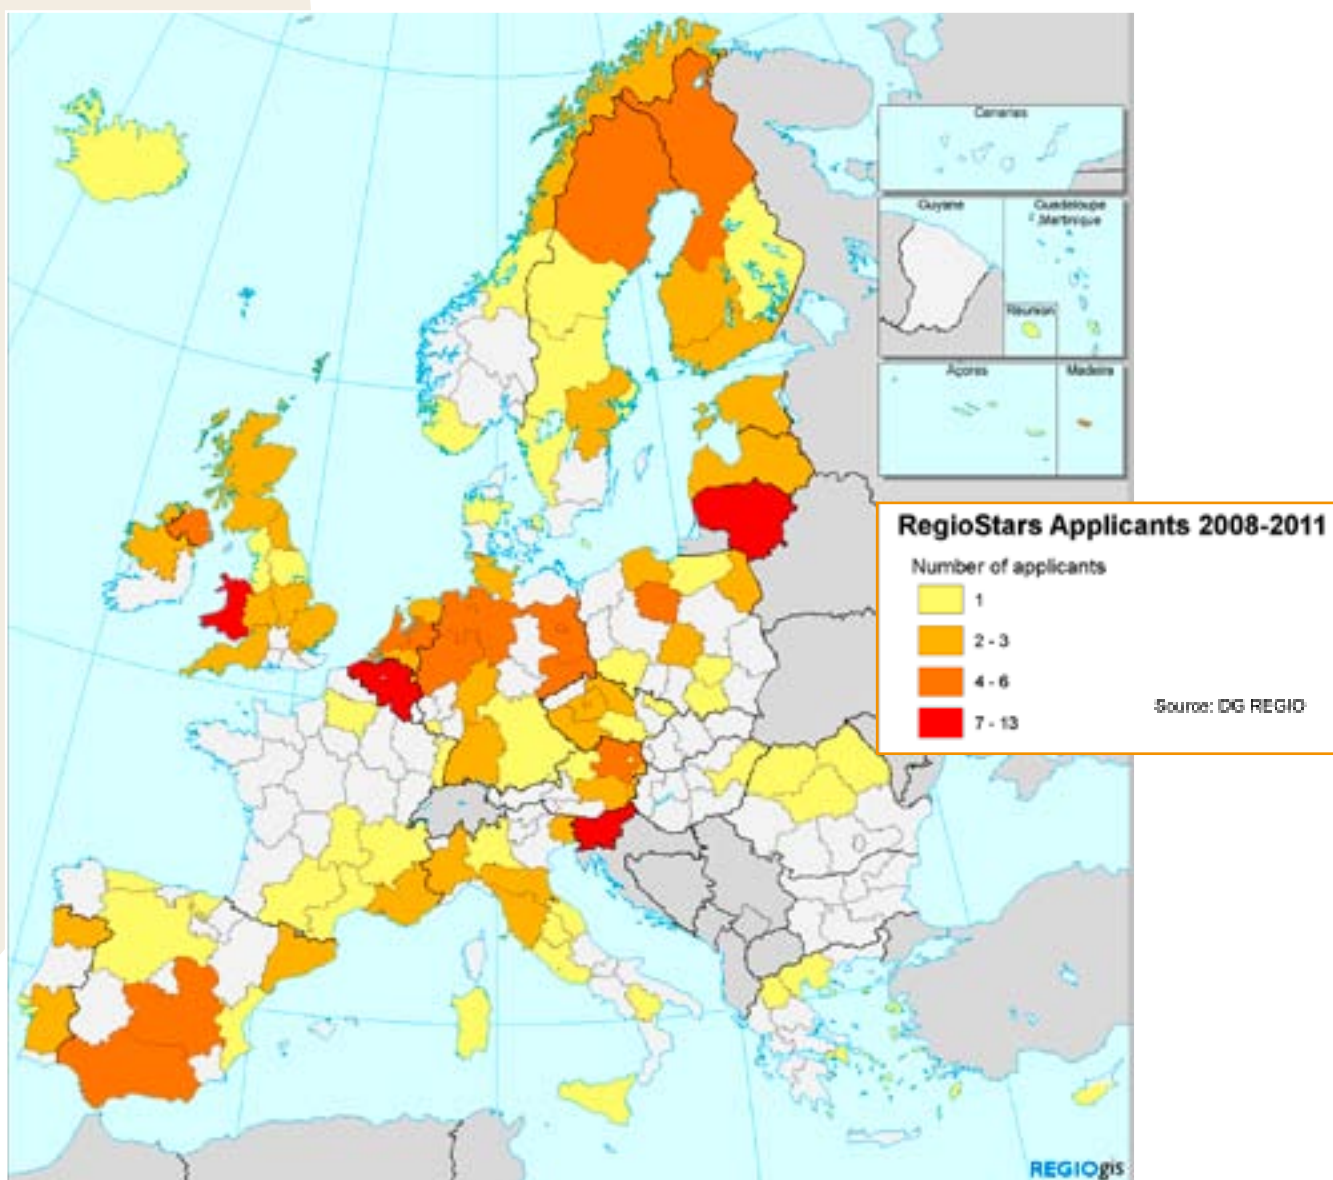 Canaries
Guyane
Guadeloupe
Martinique
Réunion
Açores
Madeira
RegioStars Applicants 2008-2011
Number of applicants
1
2 - 3
4 - 6
7 - 13
Source: DG REGIO
REGIOgis